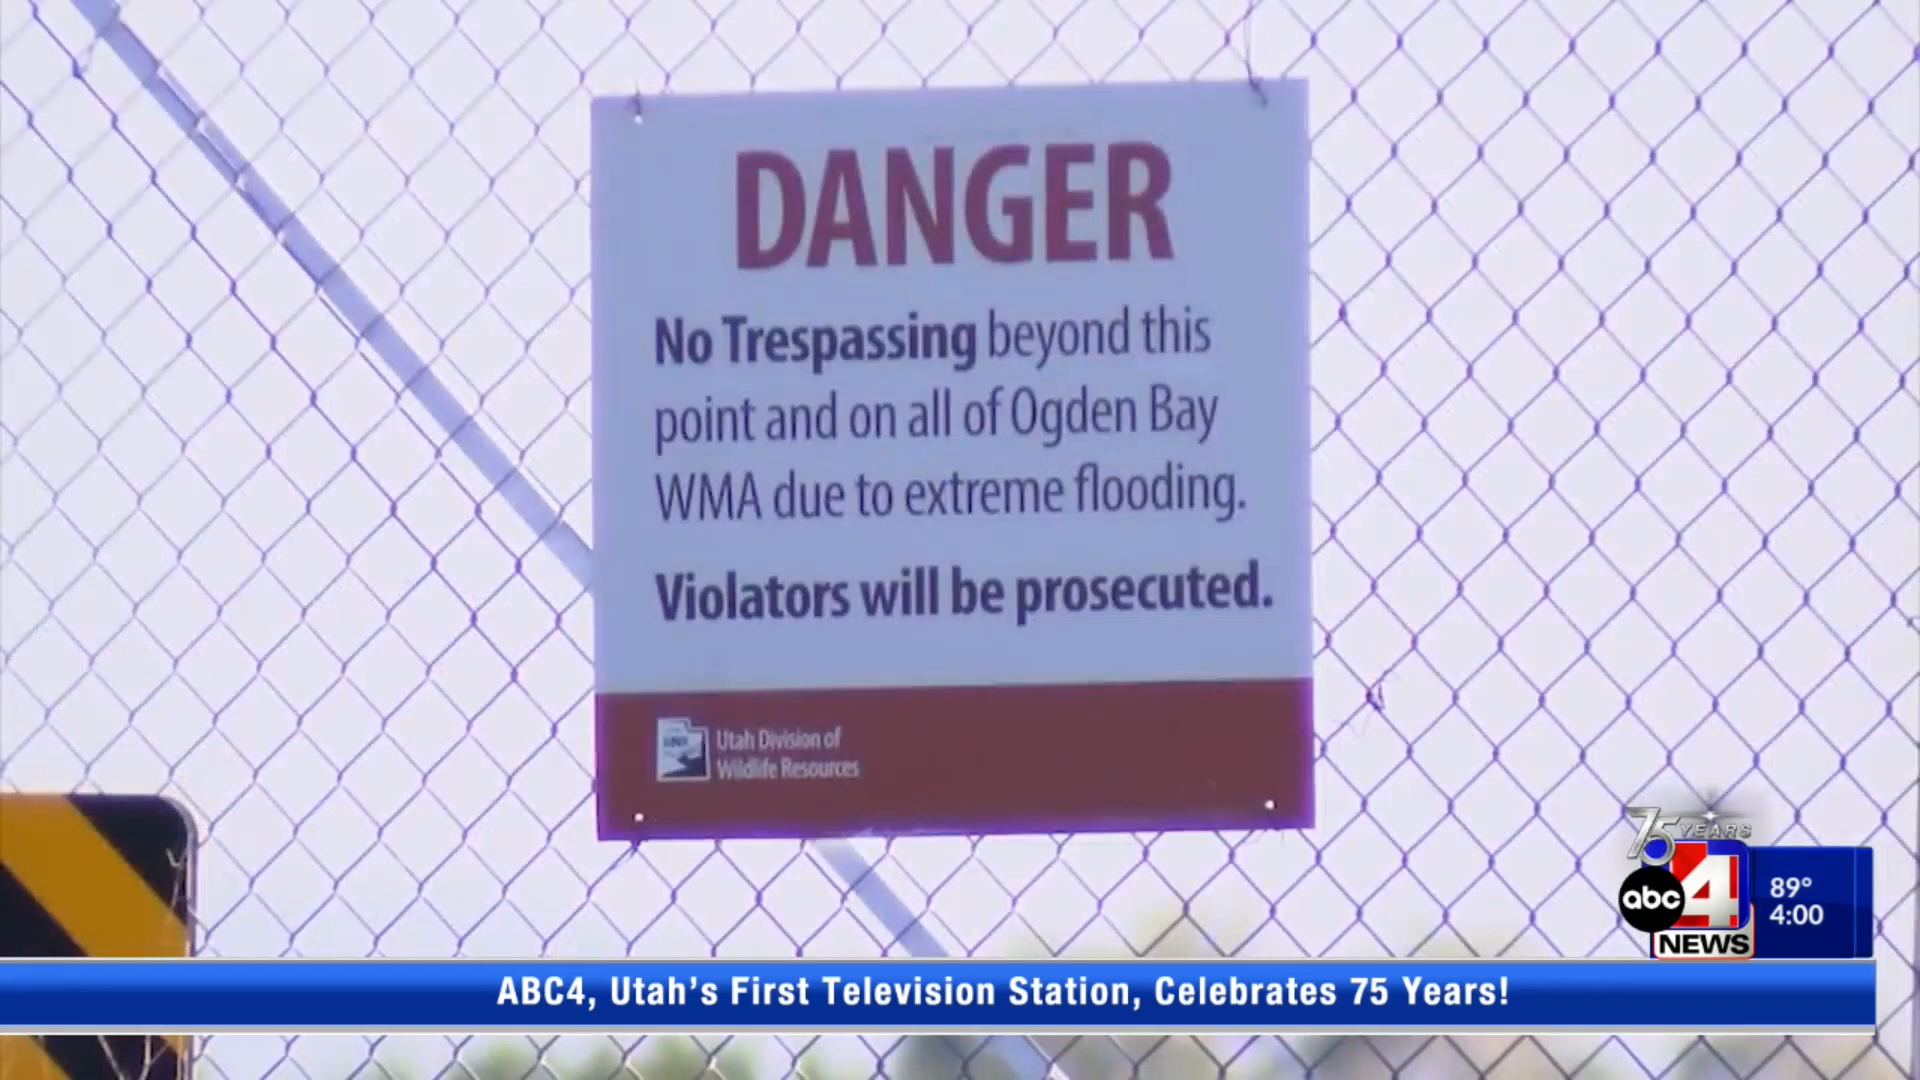 DANGER
No Trespassing beyond this
point and on all of Ogden Bay
WMA due to extreme flooding.
Violators will be prosecuted.
Utah Division of
Wildlife Resources
75 YEARS
abc 4
NEWS
89°
4:00
ABC4, Utah's First Television Station, Celebrates 75 Years!